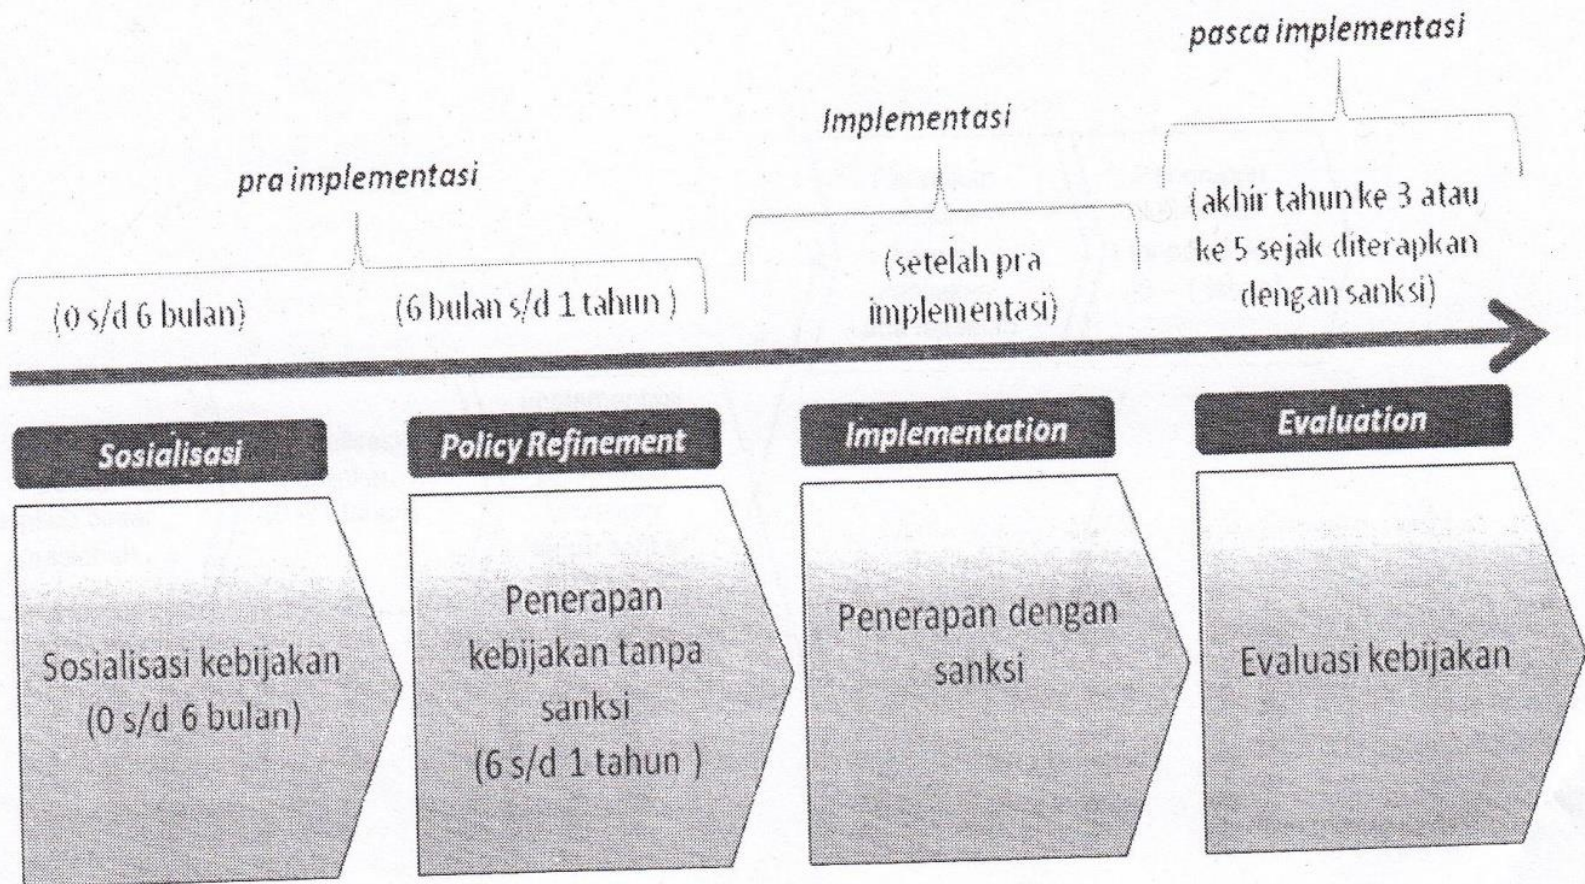 pasca implementasi
Implementasi
pra implementasi
(0 s/d 6 bulan)
(6 bulan s/d 1 tahun )
(setelah pra
implementasi)
(akhir tahun ke 3 atau
ke 5 sejak diterapkan
dengan sanksi)
Sosialisasi
Policy Refinement
Implementation
Evaluation
Sosialisasi kebijakan
(0 s/d 6 bulan)
Penerapan
kebijakan tanpa
sanksi
(6 s/d 1 tahun )
Penerapan dengan
sanksi
Evaluasi kebijakan